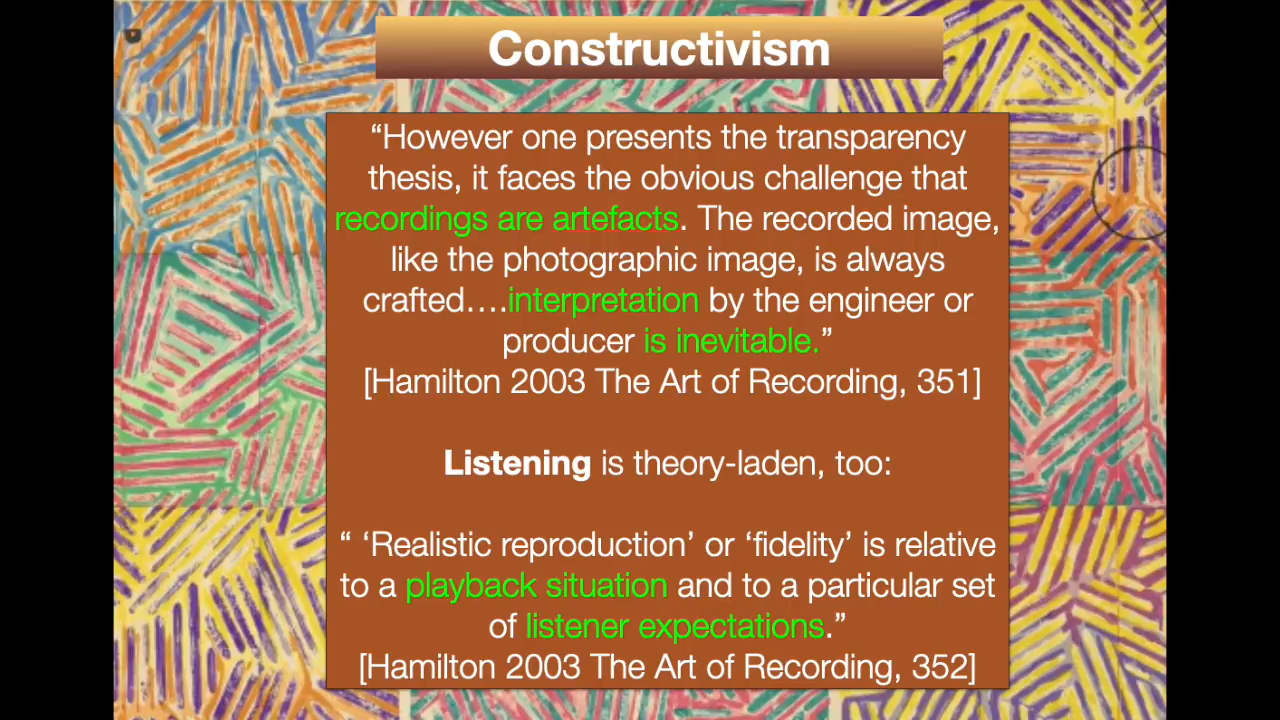 Constructivism
“However one presents the transparency
thesis, it faces the obvious challenge that
recordings are artefacts. The recorded image,
like the photographic image, is always
crafted….interpretation by the engineer or
producer is inevitable.”
[Hamilton 2003 The Art of Recording, 351]
Listening is theory-laden, too:
“ ‘Realistic reproduction’ or ‘fidelity’ is relative
to a playback situation and to a particular set
of listener expectations.”
[Hamilton 2003 The Art of Recording, 352]